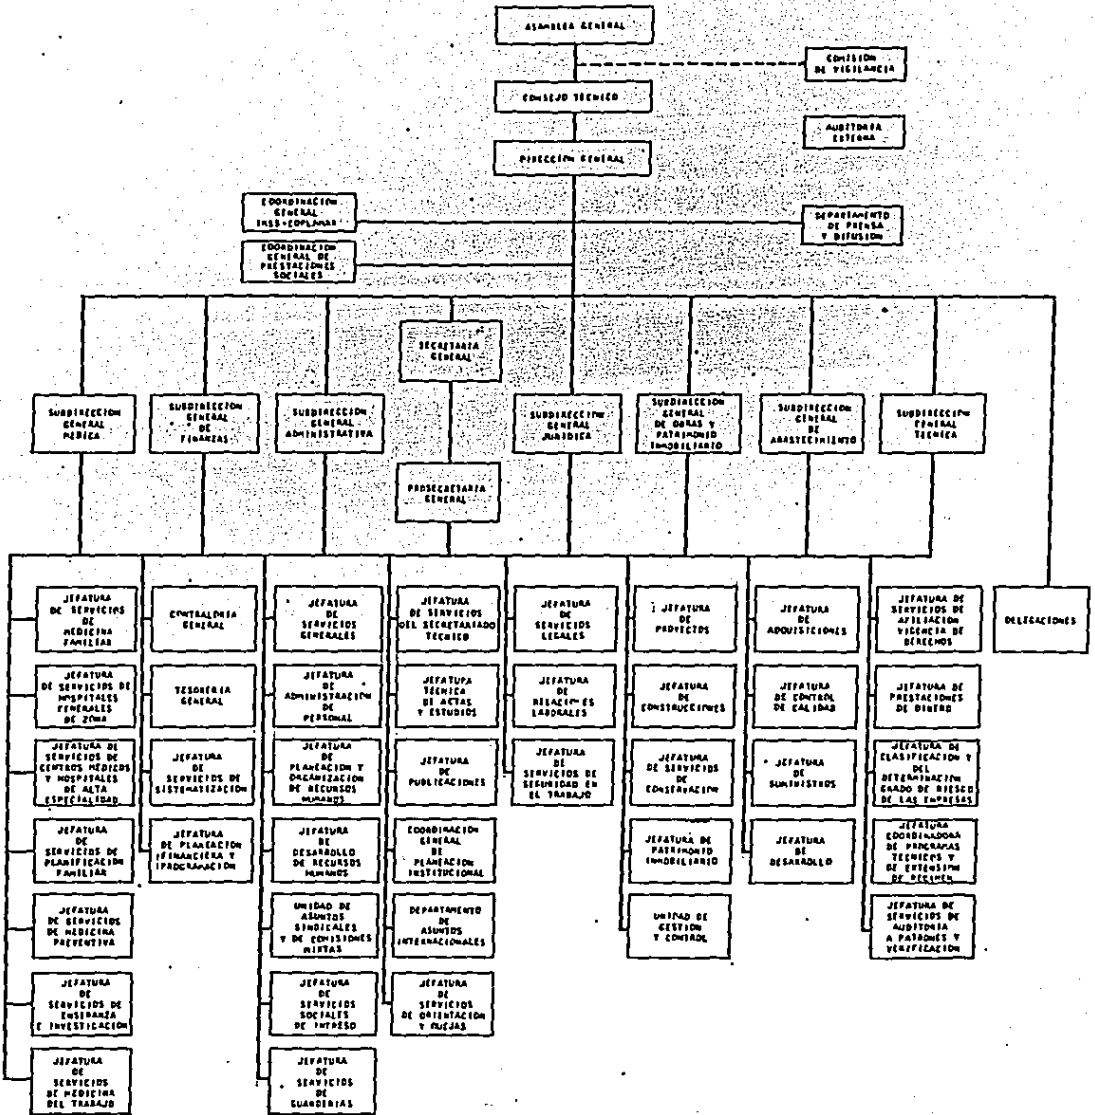 ASAMBLEA GENERAL
COMISION
DE VIGILANCIA
CONSEJO TECNICO
AUDITORIA
EXTERNA
DIRECCION GENERAL
COORDINACION
GENERAL
IMSS-COPLAMAR
DEPARTAMENTO
DE PRENSA
Y DIFUSION
COORDINACION
GENERAL DE
PRESTACIONES
SOCIALES
SECRETARIA
GENERAL
SUBDIRECCION
GENERAL
MEDICA
SUBDIRECCION
GENERAL
DE
FINANZAS
SUBDIRECCION
GENERAL
ADMINISTRATIVA
SUBDIRECCION
GENERAL
JURIDICA
SUBDIRECCION
GENERAL
DE OBRAS Y
PATRIMONIO
INMOBILIARIO
SUBDIRECCION
GENERAL
DE
ABASTECIMIENTO
SUBDIRECCION
GENERAL
TECNICA
PROSECRETARIA
GENERAL
JEFATURA
DE SERVICIOS
DE
MEDICINA
FAMILIAR
CONTRALORIA
GENERAL
JEFATURA
DE
SERVICIOS
GENERALES
JEFATURA
DE SERVICIOS
DEL SECRETARIADO
TECNICO
JEFATURA
DE
SERVICIOS
LEGALES
JEFATURA
DE
PROYECTOS
JEFATURA
DE
ADQUISICIONES
JEFATURA DE
SERVICIOS DE
AFILIACION
VIGENCIA DE
DERECHOS
DELEGACIONES
JEFATURA
DE SERVICIOS DE
HOSPITALES
GENERALES
DE ZONA
TESORERIA
GENERAL
JEFATURA
DE
ADMINISTRACION
DE
PERSONAL
JEFATURA
TECNICA
DE ACTAS
Y ESTUDIOS
JEFATURA
DE
RELACIONES
LABORALES
JEFATURA
DE
CONSTRUCCIONES
JEFATURA
DE CONTROL
DE CALIDAD
JEFATURA DE
PRESTACIONES
DE DINERO
JEFATURA DE
SERVICIOS DE
CENTROS MEDICOS
Y HOSPITALES
DE ALTA
ESPECIALIDAD
JEFATURA
DE
SERVICIOS DE
SISTEMATIZACION
JEFATURA
DE
PLANEACION Y
ORGANIZACION
DE RECURSOS
HUMANOS
JEFATURA
DE
PUBLICACIONES
JEFATURA
DE
SERVICIOS DE
SEGURIDAD EN
EL TRABAJO
JEFATURA
DE SERVICIOS
DE
CONSERVACION
JEFATURA
DE
SUMINISTROS
JEFATURA DE
CLASIFICACION Y
DEL
DETERMINACION
GRADO DE RIESGO
DE LAS EMPRESAS
JEFATURA
DE
SERVICIOS
DE PLANIFICACION
FAMILIAR
JEFATURA
DE PLANEACION
FINANCIERA Y
PROGRAMACION
JEFATURA
DE
DESARROLLO
DE RECURSOS
HUMANOS
COORDINACION
GENERAL
DE
PLANEACION
INSTITUCIONAL
JEFATURA DE
PATRIMONIO
INMOBILIARIO
JEFATURA
DE
DESARROLLO
JEFATURA
COORDINADORA
DE PROGRAMAS
TECNICOS Y
DE EXTENSION
DE REGIMEN
JEFATURA
DE SERVICIOS
DE MEDICINA
PREVENTIVA
UNIDAD DE
ASUNTOS
SINDICALES
Y DE COMISIONES
MIXTAS
DEPARTAMENTO
DE
ASUNTOS
INTERNACIONALES
UNIDAD DE
GESTION
Y CONTROL
JEFATURA DE
SERVICIOS DE
AUDITORIA
A PATRONES Y
VERIFICACION
JEFATURA
DE
SERVICIOS DE
ENSEÑANZA
E INVESTIGACION
JEFATURA
DE
SERVICIOS
SOCIALES
DE INGRESO
JEFATURA
DE
SERVICIOS
DE ORIENTACION
Y QUEJAS
JEFATURA
DE
SERVICIOS
DE MEDICINA
DEL TRABAJO
JEFATURA
DE
SERVICIOS
DE
GUARDERIAS